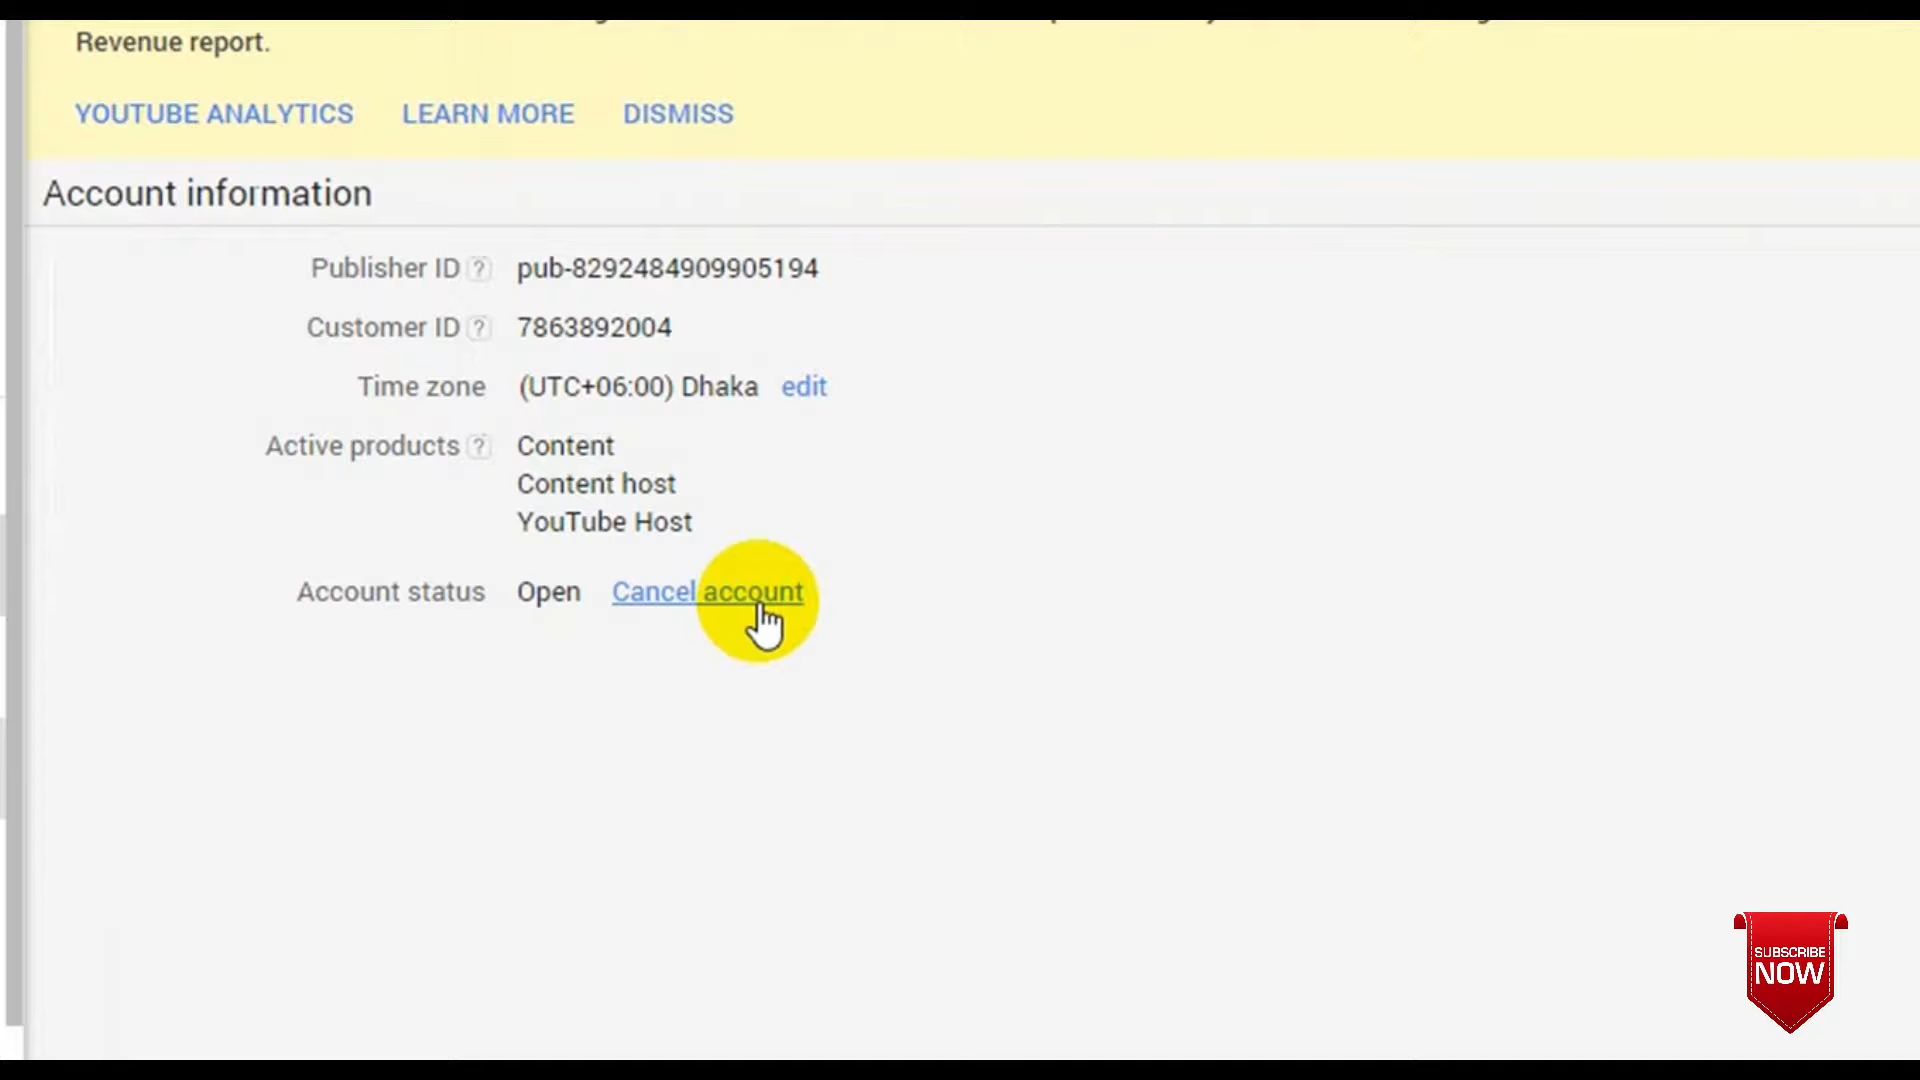 Revenue report.
YOUTUBE ANALYTICS LEARN MORE DISMISS
Account information
Publisher ID ? pub-8292484909905194
Customer ID ? 7863892004
Time zone (UTC+06:00) Dhaka edit
Active products ? Content
Content host
YouTube Host
Account status Open Cancel account
SUBSCRIBE
NOW